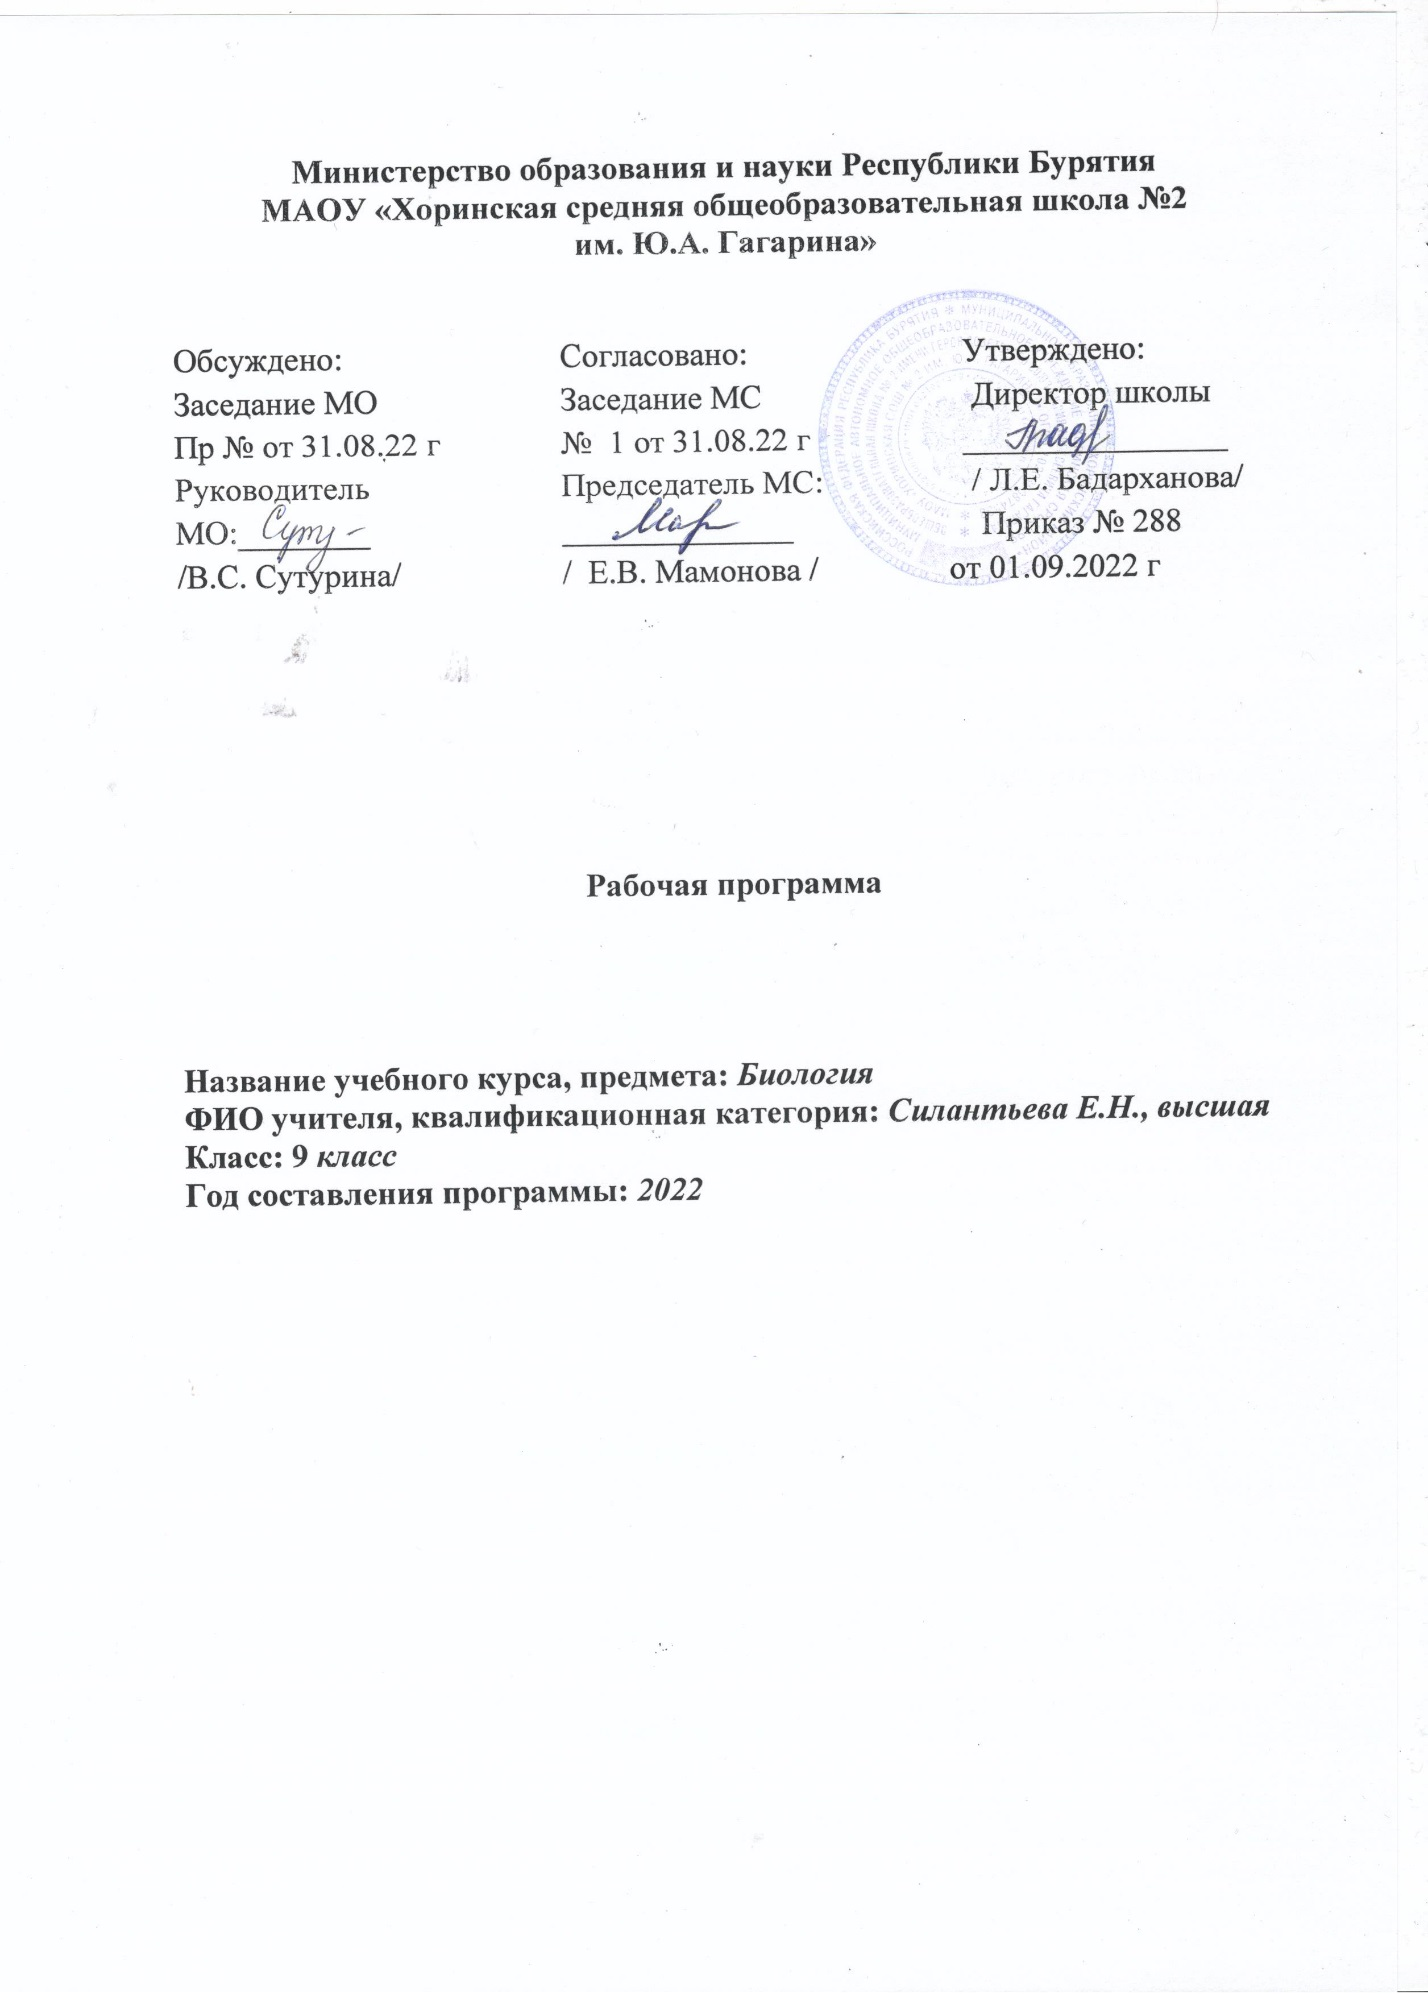 Министерство образования и науки Республики Бурятия
МАОУ «Хоринская средняя общеобразовательная школа №2
им. Ю.А. Гагарина»
Обсуждено:
Заседание МО
Пр № от 31.08.22 г
Руководитель
МО:
/В.С. Сутурина/
Согласовано:
Заседание МС
№ 1 от 31.08.22 г
Председатель МС:
/ Е.В. Мамонова /
Утверждено:
Директор школы
/ Л.Е. Бадарханова/
Приказ № 288
от 01.09.2022 г
Рабочая программа
Название учебного курса, предмета: Биология
ФИО учителя, квалификационная категория: Силантьева Е.Н., высшая
Класс: 9 класс
Год составления программы: 2022